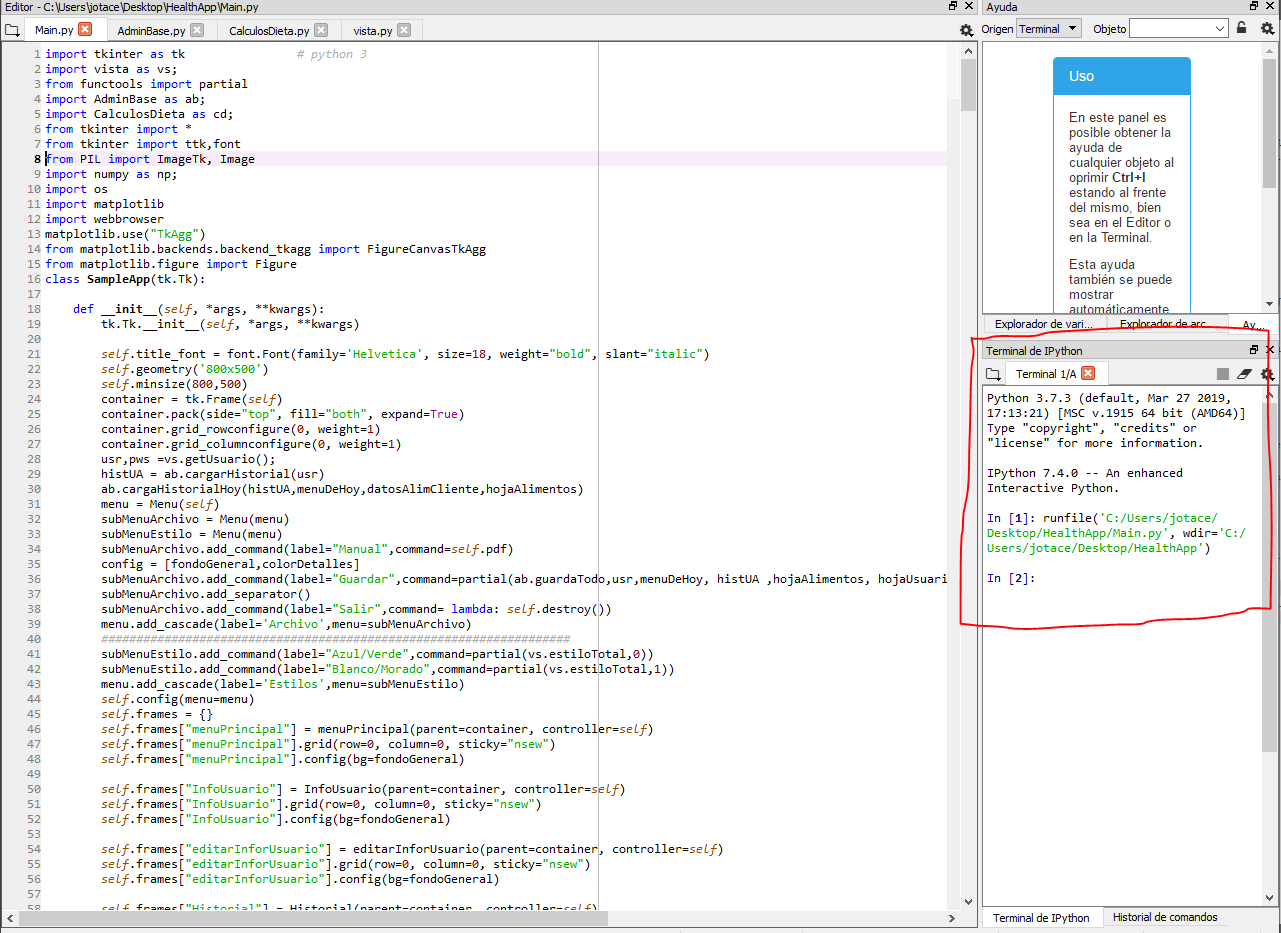 Editor - C:\Users\jotace\Desktop\HealthApp\Main.py
Main.py
AdminBase.py
CalculosDieta.py
vista.py
1 import tkinter as tk                # python 3
2 import vista as vs;
3 from functools import partial
4 import AdminBase as ab;
5 import CalculosDieta as cd;
6 from tkinter import *
7 from tkinter import ttk,font
8 from PIL import ImageTk, Image
9 import numpy as np;
10 import os
11 import matplotlib
12 import webbrowser
13 matplotlib.use("TkAgg")
14 from matplotlib.backends.backend_tkagg import FigureCanvasTkAgg
15 from matplotlib.figure import Figure
16 class SampleApp(tk.Tk):
17
18     def __init__(self, *args, **kwargs):
19         tk.Tk.__init__(self, *args, **kwargs)
20
21         self.title_font = font.Font(family='Helvetica', size=18, weight="bold", slant="italic")
22         self.geometry('800x500')
23         self.minsize(800,500)
24         container = tk.Frame(self)
25         container.pack(side="top", fill="both", expand=True)
26         container.grid_rowconfigure(0, weight=1)
27         container.grid_columnconfigure(0, weight=1)
28         usr,pws =vs.getUsuario();
29         histUA = ab.cargarHistorial(usr)
30         ab.cargaHistorialHoy(histUA,menuDeHoy,datosAlimCliente,hojaAlimentos)
31         menu = Menu(self)
32         subMenuArchivo = Menu(menu)
33         subMenuEstilo = Menu(menu)
34         subMenuArchivo.add_command(label="Manual",command=self.pdf)
35         config = [fondoGeneral,colorDetalles]
36         subMenuArchivo.add_command(label="Guardar",command=partial(ab.guardaTodo,usr,menuDeHoy, histUA ,hojaAlimentos, hojaUsuari
37         subMenuArchivo.add_separator()
38         subMenuArchivo.add_command(label="Salir",command= lambda: self.destroy())
39         menu.add_cascade(label='Archivo',menu=subMenuArchivo)
40         ###################################################################
41         subMenuEstilo.add_command(label="Azul/Verde",command=partial(vs.estiloTotal,0))
42         subMenuEstilo.add_command(label="Blanco/Morado",command=partial(vs.estiloTotal,1))
43         menu.add_cascade(label='Estilos',menu=subMenuEstilo)
44         self.config(menu=menu)
45         self.frames = {}
46         self.frames["menuPrincipal"] = menuPrincipal(parent=container, controller=self)
47         self.frames["menuPrincipal"].grid(row=0, column=0, sticky="nsew")
48         self.frames["menuPrincipal"].config(bg=fondoGeneral)
49
50         self.frames["InfoUsuario"] = InfoUsuario(parent=container, controller=self)
51         self.frames["InfoUsuario"].grid(row=0, column=0, sticky="nsew")
52         self.frames["InfoUsuario"].config(bg=fondoGeneral)
53
54         self.frames["editarInforUsuario"] = editarInforUsuario(parent=container, controller=self)
55         self.frames["editarInforUsuario"].grid(row=0, column=0, sticky="nsew")
56         self.frames["editarInforUsuario"].config(bg=fondoGeneral)
57
58         self.frames["Historial"] = Historial(parent=container, controller=self)
Ayuda
Origen Terminal Objeto
Uso
En este panel es
posible obtener la
ayuda de
cualquier objeto al
oprimir Ctrl+I
estando al frente
del mismo, bien
sea en el Editor o
en la Terminal.
Esta ayuda
también se puede
mostrar
automáticamente
Explorador de vari...
Explorador de arc...
Ay...
Terminal de IPython
Terminal 1/A
Python 3.7.3 (default, Mar 27 2019,
17:13:21) [MSC v.1915 64 bit (AMD64)]
Type "copyright", "credits" or
"license" for more information.
IPython 7.4.0 -- An enhanced
Interactive Python.
In [1]: runfile('C:/Users/jotace/
Desktop/HealthApp/Main.py', wdir='C:/
Users/jotace/Desktop/HealthApp')
In [2]:
Terminal de IPython
Historial de comandos